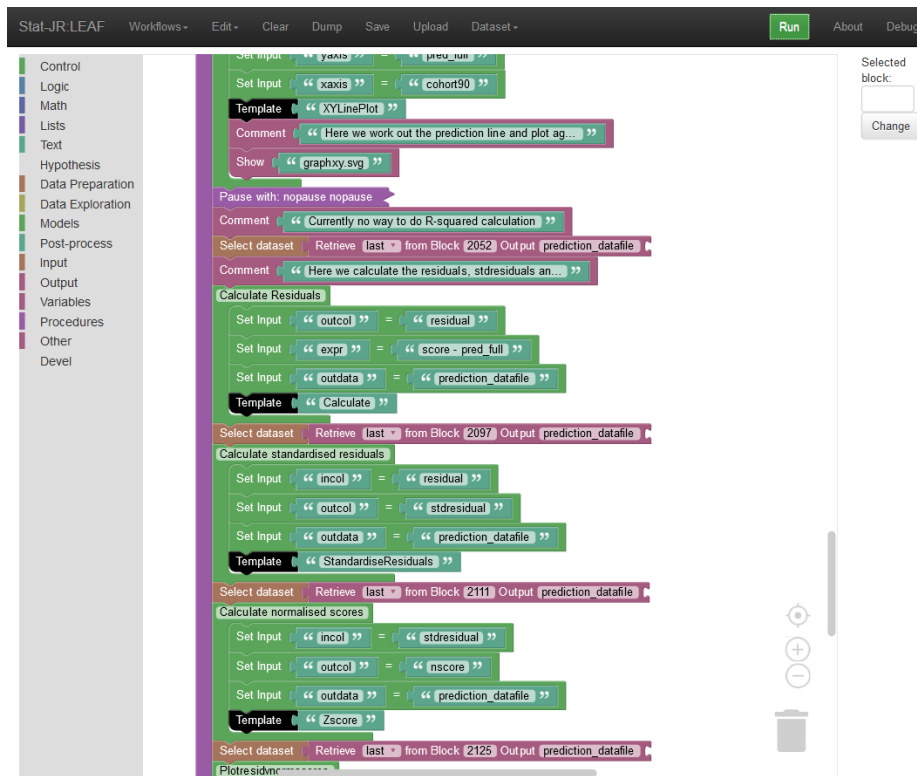 Stat-JR:LEAF Workflows Edit Clear Dump Save Upload Dataset Run About Debug
Selected block:
Change
Control
Logic
Math
Lists
Text
Hypothesis
Data Preparation
Data Exploration
Models
Post-process
Input
Output
Variables
Procedures
Other
Devel
Set Input “ yaxis ” = “ pred_full ”
Set Input “ xaxis ” = “ cohort90 ”
Template “ XYLinePlot ”
Comment “ Here we work out the prediction line and plot ag... ”
Show “ graphxy.svg ”
Pause with: nopause nopause
Comment “ Currently no way to do R-squared calculation ”
Select dataset Retrieve last from Block 2052 Output prediction_datafile
Comment “ Here we calculate the residuals, stdresiduals an... ”
Calculate Residuals
Set Input “ outcol ” = “ residual ”
Set Input “ expr ” = “ score - pred_full ”
Set Input “ outdata ” = “ prediction_datafile ”
Template “ Calculate ”
Select dataset Retrieve last from Block 2097 Output prediction_datafile
Calculate standardised residuals
Set Input “ incol ” = “ residual ”
Set Input “ outcol ” = “ stdresidual ”
Set Input “ outdata ” = “ prediction_datafile ”
Template “ StandardiseResiduals ”
Select dataset Retrieve last from Block 2111 Output prediction_datafile
Calculate normalised scores
Set Input “ incol ” = “ stdresidual ”
Set Input “ outcol ” = “ nscore ”
Set Input “ outdata ” = “ prediction_datafile ”
Template “ Zscore ”
Select dataset Retrieve last from Block 2125 Output prediction_datafile